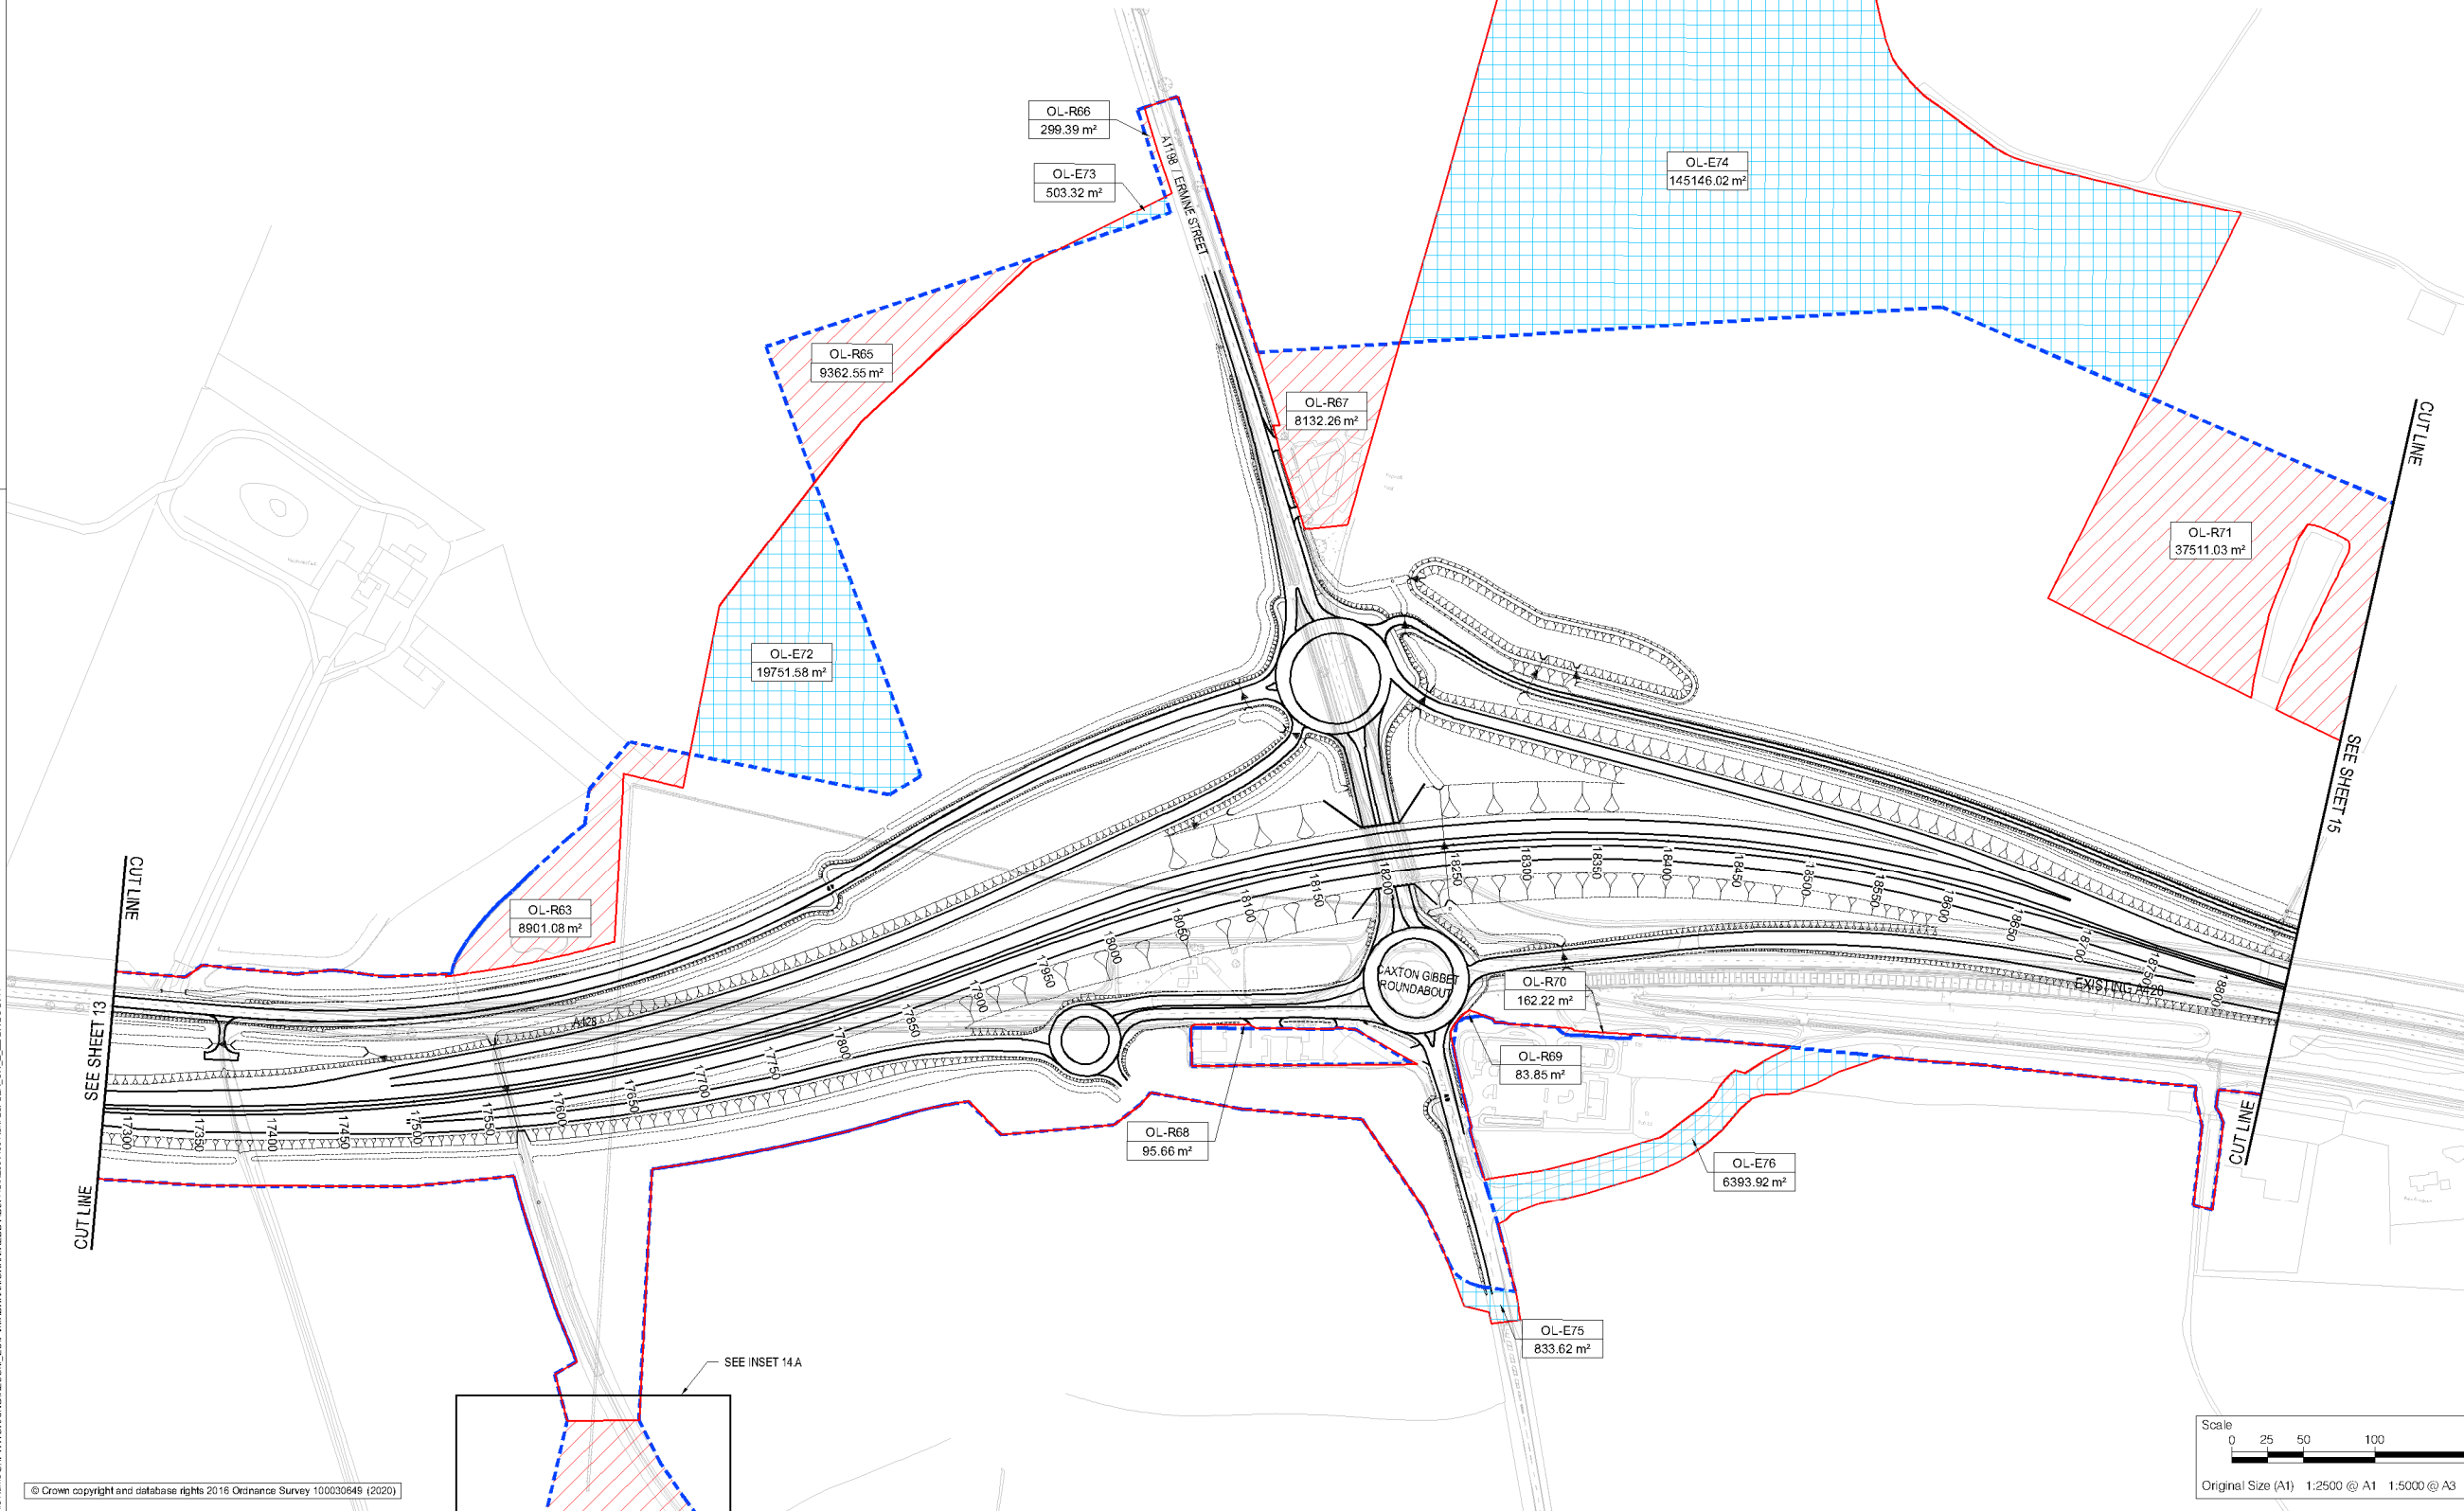 OL-R66
299.39 m²
OL-E73
503.32 m²
A1198 / ERMINE STREET
OL-E74
145146.02 m²
OL-R65
9362.55 m²
OL-R67
8132.26 m²
CUT LINE
OL-R71
37511.03 m²
OL-E72
19751.58 m²
SEE SHEET 15
CUT LINE
OL-R63
8901.08 m²
SEE SHEET 13
CUT LINE
A428
17300
17350
17400
17450
17500
17550
17600
17650
17700
17750
17800
17850
17900
17950
18000
18050
18100
18150
18200
18250
18300
18350
18400
18450
18500
18550
18600
18650
18700
18750
18800
CAXTON GIBBET
ROUNDABOUT
EXISTING A428
OL-R70
162.22 m²
OL-R69
83.85 m²
OL-R68
95.66 m²
OL-E76
6393.92 m²
CUT LINE
OL-E75
833.62 m²
SEE INSET 14.A
Scale
0 25 50 100
Original Size (A1) 1:2500 @ A1 1:5000 @ A3
© Crown copyright and database rights 2016 Ordnance Survey 100030649 (2020)